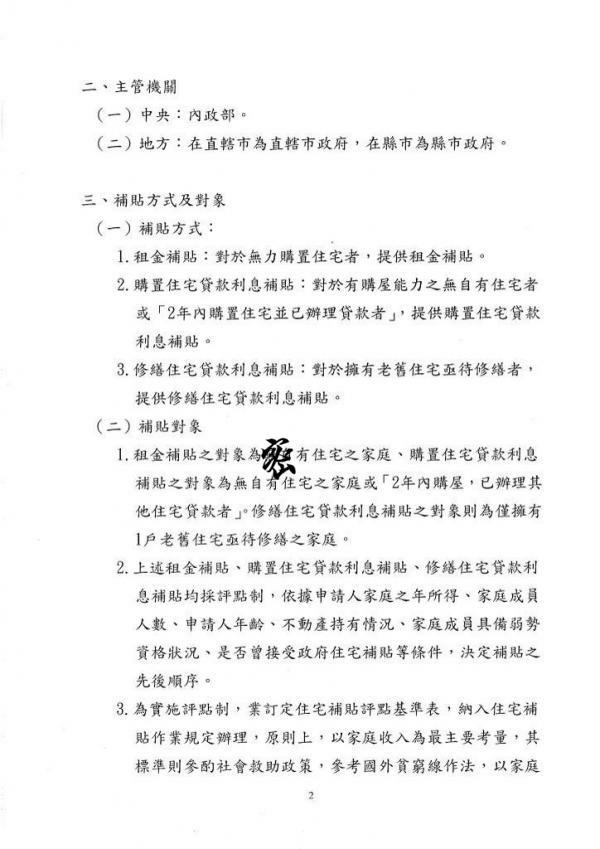 二、主管機關
（一）中央：內政部。
（二）地方：在直轄市為直轄市政府，在縣市為縣市政府。
三、補貼方式及對象
（一）補貼方式：
1.租金補貼：對於無力購置住宅者，提供租金補貼。
2.購置住宅貸款利息補貼：對於有購屋能力之無自有住宅者
或「2年內購置住宅並已辦理貸款者」，提供購置住宅貸款
利息補貼。
3.修繕住宅貸款利息補貼：對於擁有老舊住宅亟待修繕者，
提供修繕住宅貸款利息補貼。
（二）補貼對象
1.租金補貼之對象為有住宅之家庭、購置住宅貸款利息
補貼之對象為無自有住宅之家庭或「2年內購屋，已辦理其
他住宅貸款者」。修繕住宅貸款利息補貼之對象則為僅擁有
1戶老舊住宅亟待修繕之家庭。
2.上述租金補貼、購置住宅貸款利息補貼、修繕住宅貸款利
息補貼均採評點制，依據申請人家庭之年所得、家庭成員
人數、申請人年齡、不動產持有情況、家庭成員具備弱勢
資格狀況、是否曾接受政府住宅補貼等條件，決定補貼之
先後順序。
3.為實施評點制，業訂定住宅補貼評點基準表，納入住宅補
貼作業規定辦理，原則上，以家庭收入為最主要考量，其
標準則參酌社會救助政策，參考國外貧窮線作法，以家庭
2